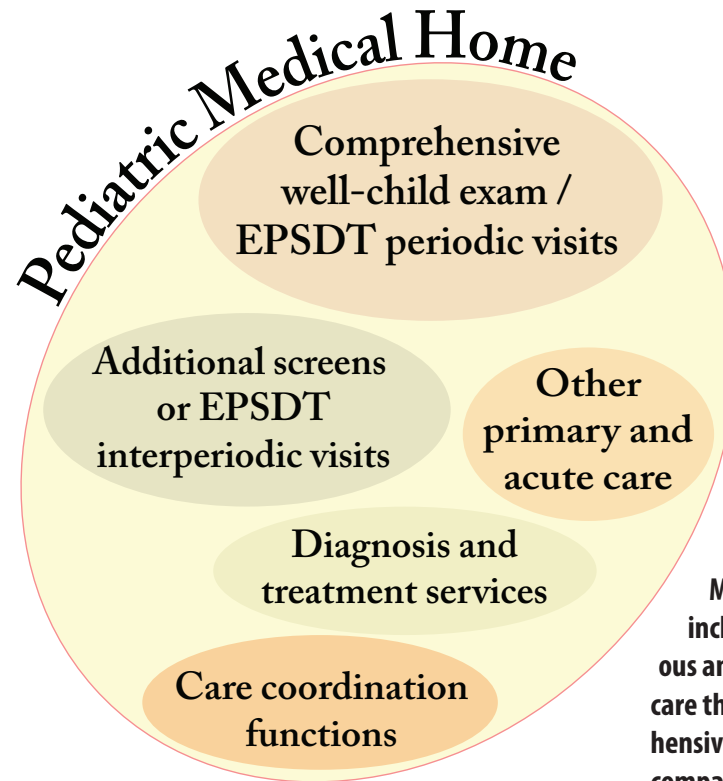 Pediatric Medical Home
Comprehensive
well-child exam /
EPSDT periodic visits
Additional screens
or EPSDT
interperiodic visits
Other
primary and
acute care
Diagnosis and
treatment services
Care coordination
functions
care